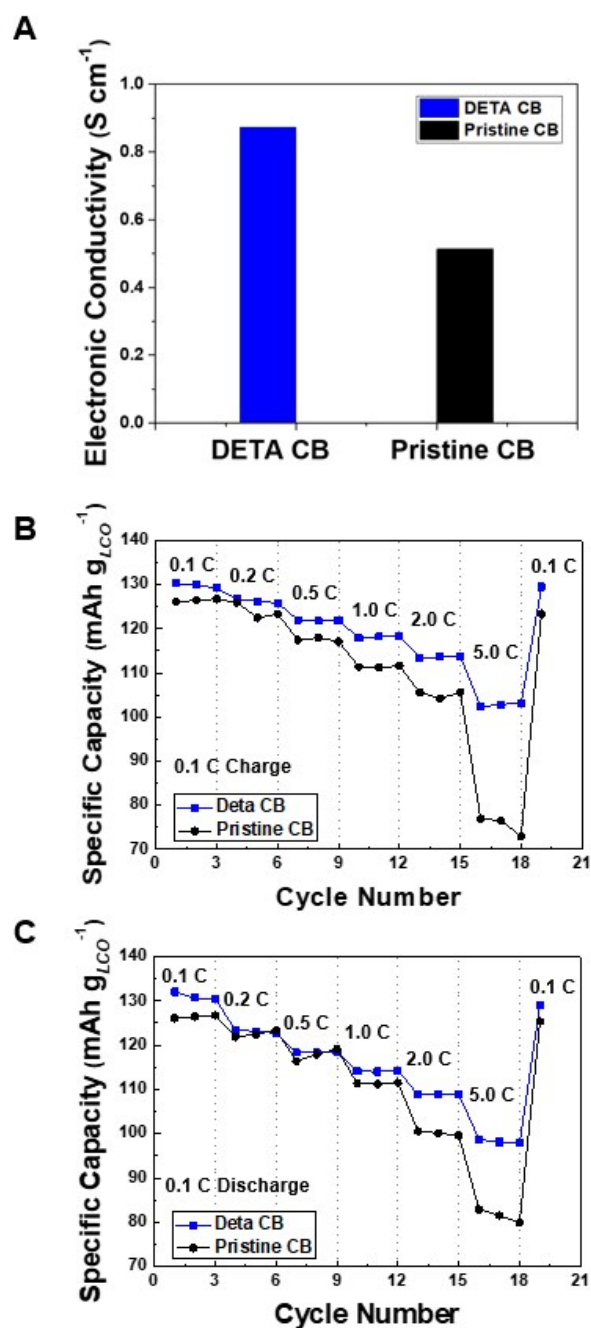 A
Electronic Conductivity (S cm⁻¹)
1.0
0.8
0.6
0.4
0.2
0.0
DETA CB
Pristine CB
DETA CB
Pristine CB
B
Specific Capacity (mAh g_LCO⁻¹)
140
130
120
110
100
90
80
70
0.1 C
0.2 C
0.5 C
1.0 C
2.0 C
5.0 C
0.1 C
0.1 C Charge
Deta CB
Pristine CB
0
3
6
9
12
15
18
21
Cycle Number
C
Specific Capacity (mAh g_LCO⁻¹)
140
130
120
110
100
90
80
70
60
0.1 C
0.2 C
0.5 C
1.0 C
2.0 C
5.0 C
0.1 C
0.1 C Discharge
Deta CB
Pristine CB
0
3
6
9
12
15
18
21
Cycle Number